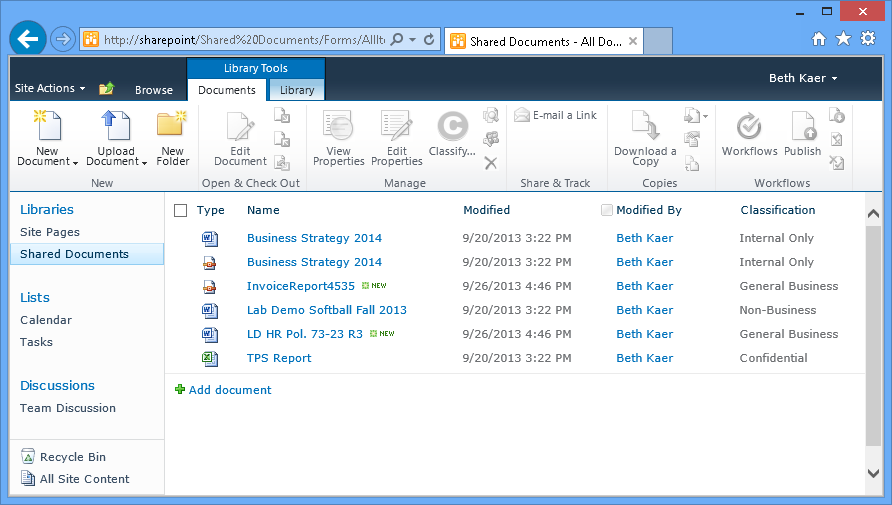 http://sharepoint/Shared%20Documents/Forms/AllIte
Shared Documents - All Do...
Library Tools
Site Actions
Browse
Documents
Library
Beth Kaer
New Document
Upload Document
New Folder
Edit Document
View Properties
Edit Properties
Classify...
E-mail a Link
Download a Copy
Workflows
Publish
New
Open & Check Out
Manage
Share & Track
Copies
Workflows
Libraries
Site Pages
Shared Documents
Lists
Calendar
Tasks
Discussions
Team Discussion
Recycle Bin
All Site Content
Type Name Modified Modified By Classification
Business Strategy 2014 9/20/2013 3:22 PM Beth Kaer Internal Only
Business Strategy 2014 9/20/2013 3:22 PM Beth Kaer Internal Only
InvoiceReport4535 NEW 9/26/2013 4:46 PM Beth Kaer General Business
Lab Demo Softball Fall 2013 9/20/2013 3:22 PM Beth Kaer Non-Business
LD HR Pol. 73-23 R3 NEW 9/26/2013 4:46 PM Beth Kaer General Business
TPS Report 9/20/2013 3:22 PM Beth Kaer Confidential
Add document